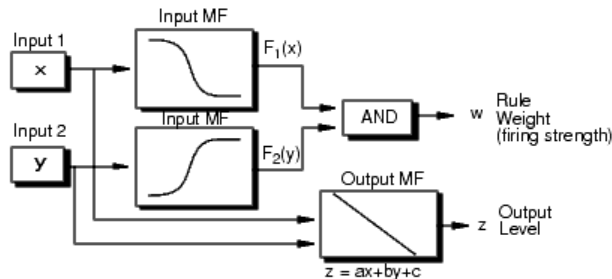 Input MF
Input 1
x
F1(x)
AND
w
Rule
Weight
(firing strength)
Input MF
Input 2
y
F2(y)
Output MF
z
Output
Level
z = ax+by+c